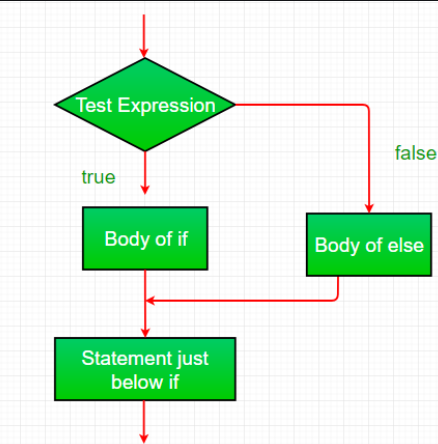 Test Expression
false
true
Body of if
Body of else
Statement just
below if